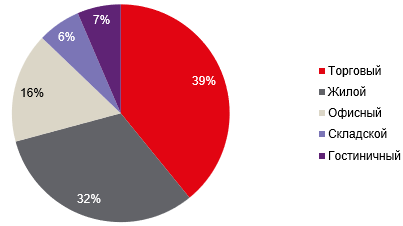 7%
6%
39%
16%
32%
Торговый
Жилой
Офисный
Складской
Гостиничный